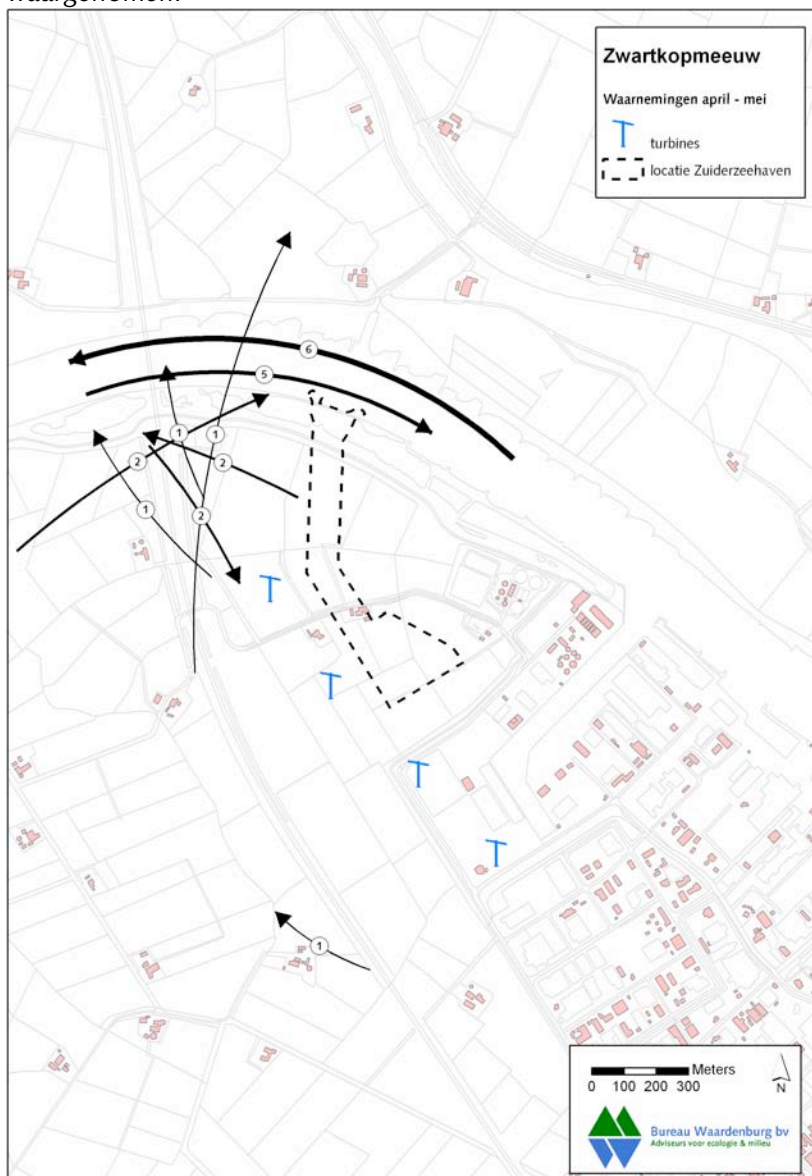 Zwartkopmeeuw
Waarnemingen april - mei
turbines
locatie Zuiderzeehaven
6
5
1
1
2
2
1
2
1
Meters
0 100 200 300
N
Bureau Waardenburg bv
Adviseurs voor ecologie & milieu